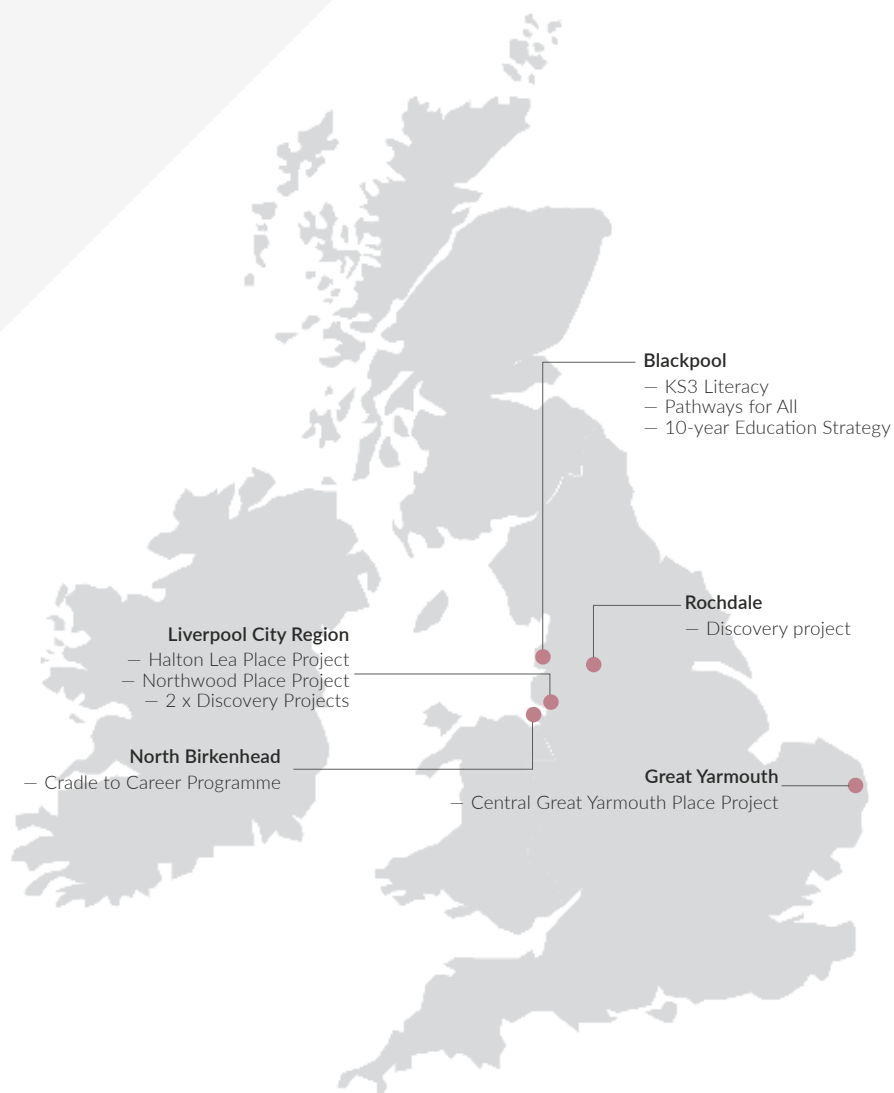 Blackpool
— KS3 Literacy
— Pathways for All
— 10-year Education Strategy
Rochdale
— Discovery project
Liverpool City Region
— Halton Lea Place Project
— Northwood Place Project
— 2 x Discovery Projects
North Birkenhead
— Cradle to Career Programme
Great Yarmouth
— Central Great Yarmouth Place Project